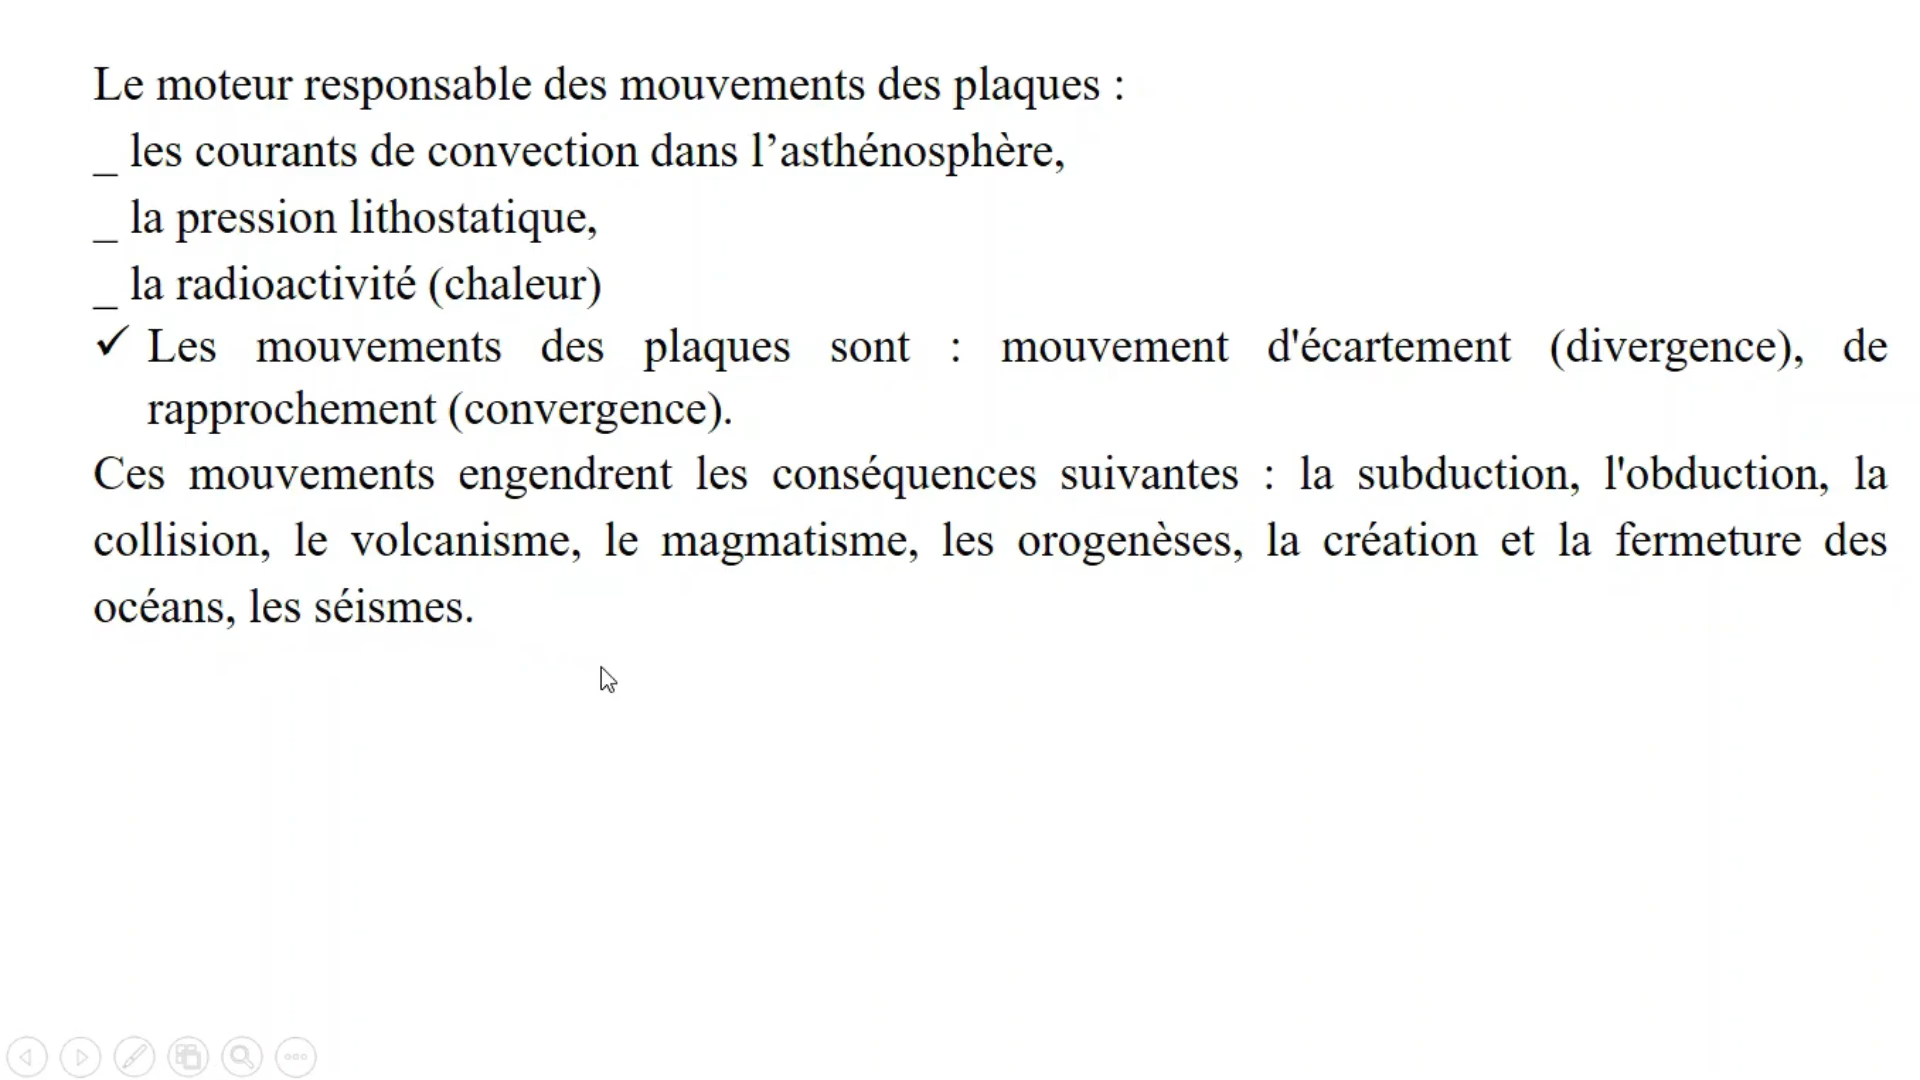 Le moteur responsable des mouvements des plaques :
_ les courants de convection dans l’asthénosphère,
_ la pression lithostatique,
_ la radioactivité (chaleur)
✓ Les mouvements des plaques sont : mouvement d'écartement (divergence), de
rapprochement (convergence).
Ces mouvements engendrent les conséquences suivantes : la subduction, l'obduction, la
collision, le volcanisme, le magmatisme, les orogenèses, la création et la fermeture des
océans, les séismes.